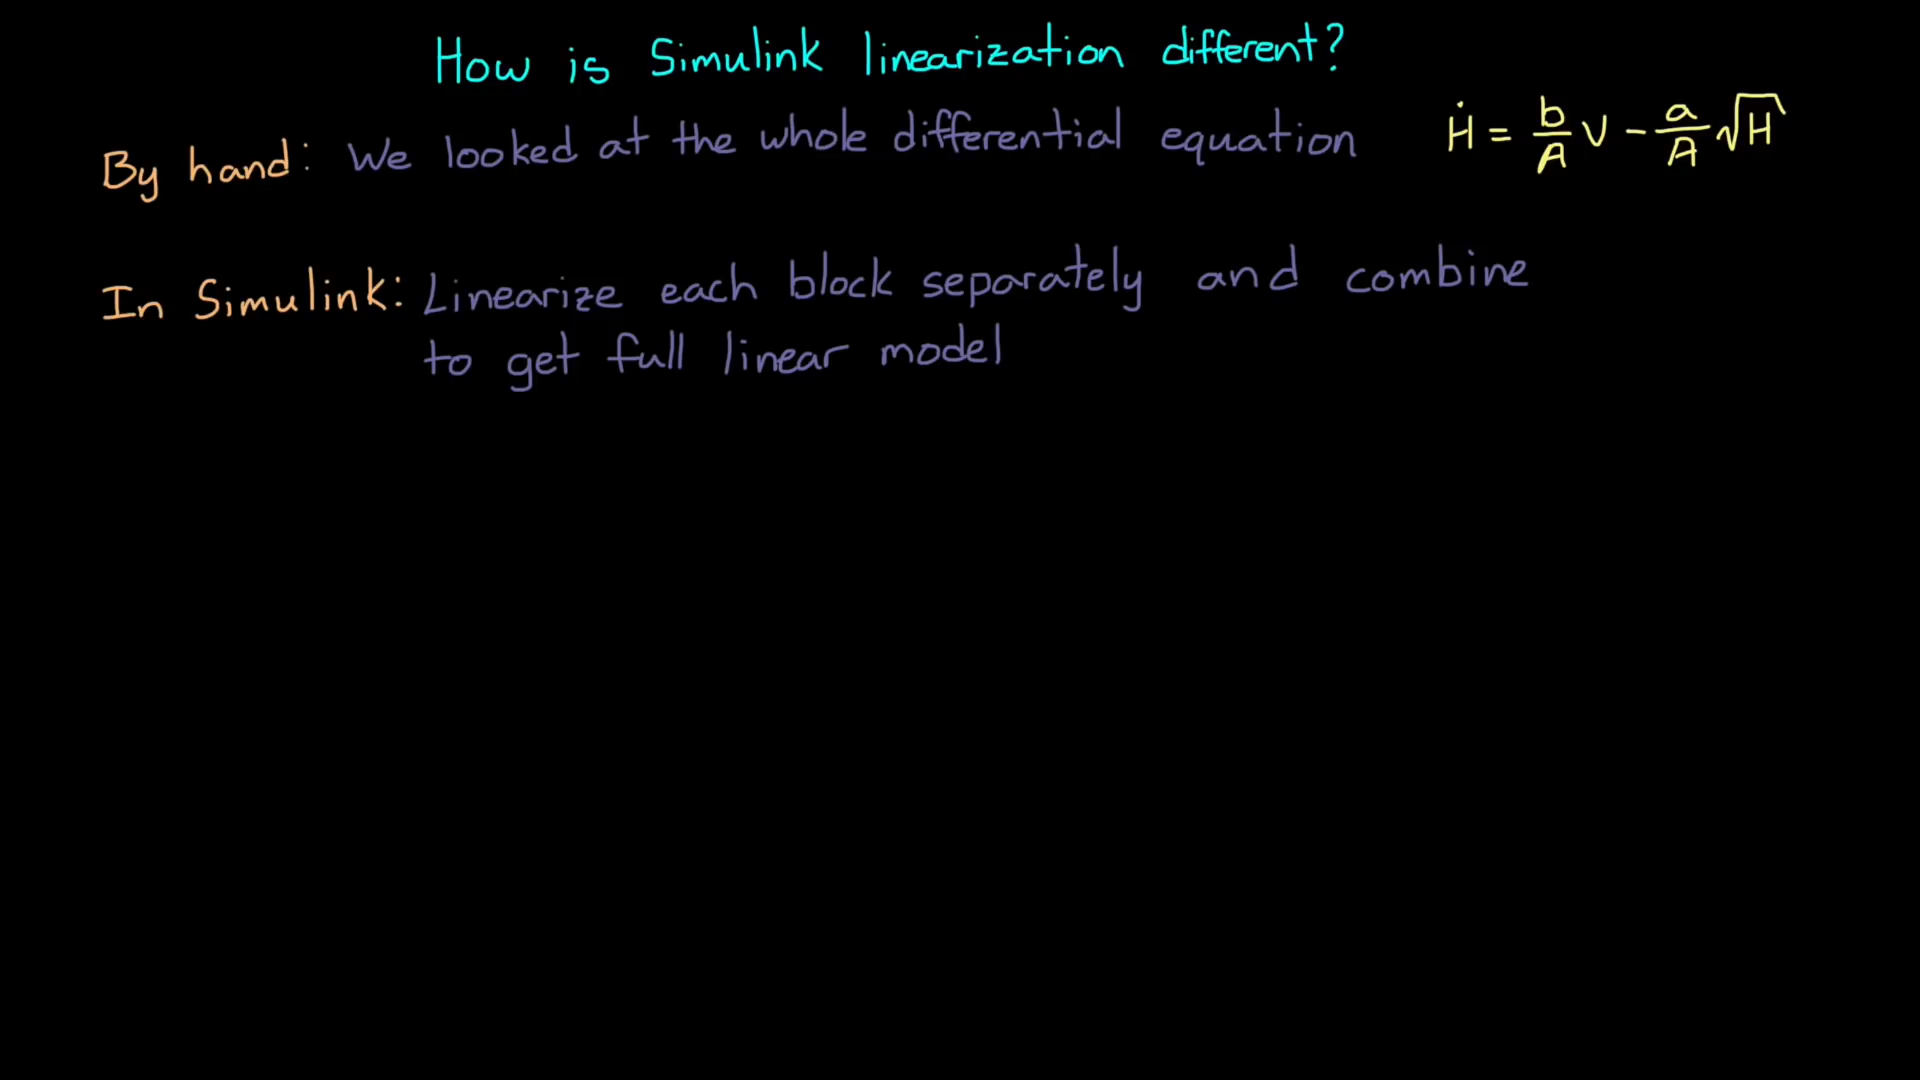 How is Simulink linearization different?
By hand: We looked at the whole differential equation Ḣ = b/A V - a/A √H
In Simulink: Linearize each block separately and combine
to get full linear model